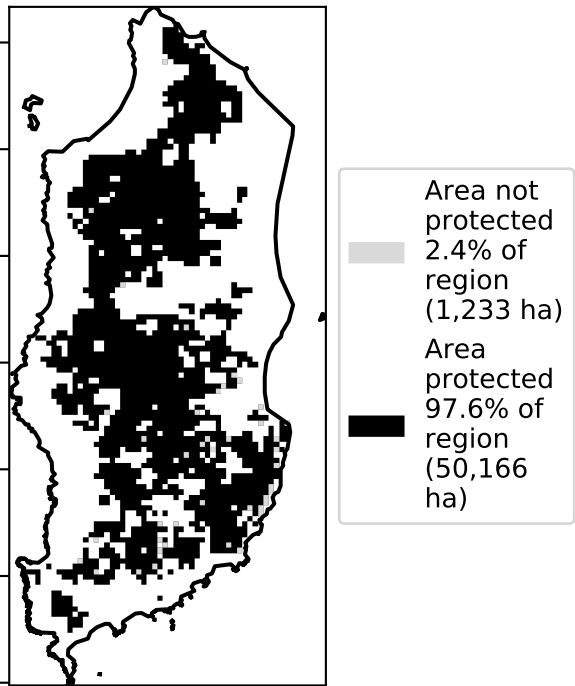 Area not
protected
2.4% of
region
(1,233 ha)
Area
protected
97.6% of
region
(50,166
ha)